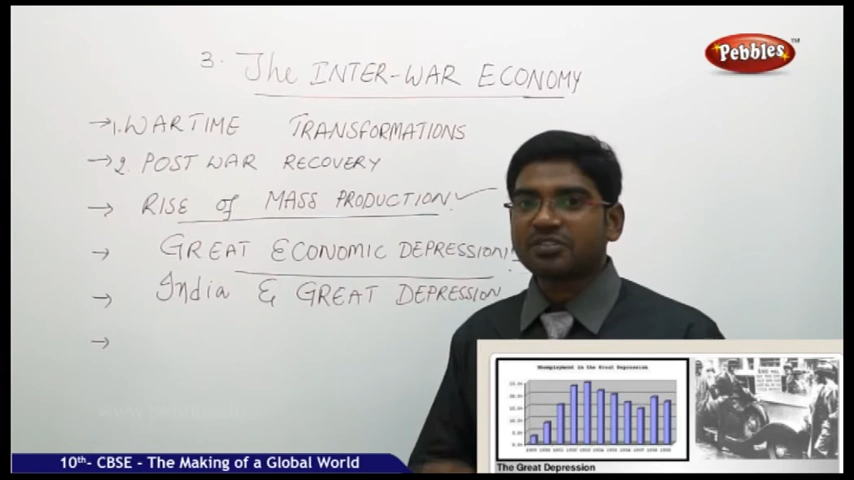 3. The INTER-WAR ECONOMY
Pebbles TM
→ 1. WARTIME TRANSFORMATIONS
→ 2. POST WAR RECOVERY
→ RISE of MASS PRODUCTION.
→ GREAT ECONOMIC DEPRESSION!
→ India & GREAT DEPRESSION
→
Unemployment in the Great Depression
The Great Depression
10th- CBSE - The Making of a Global World